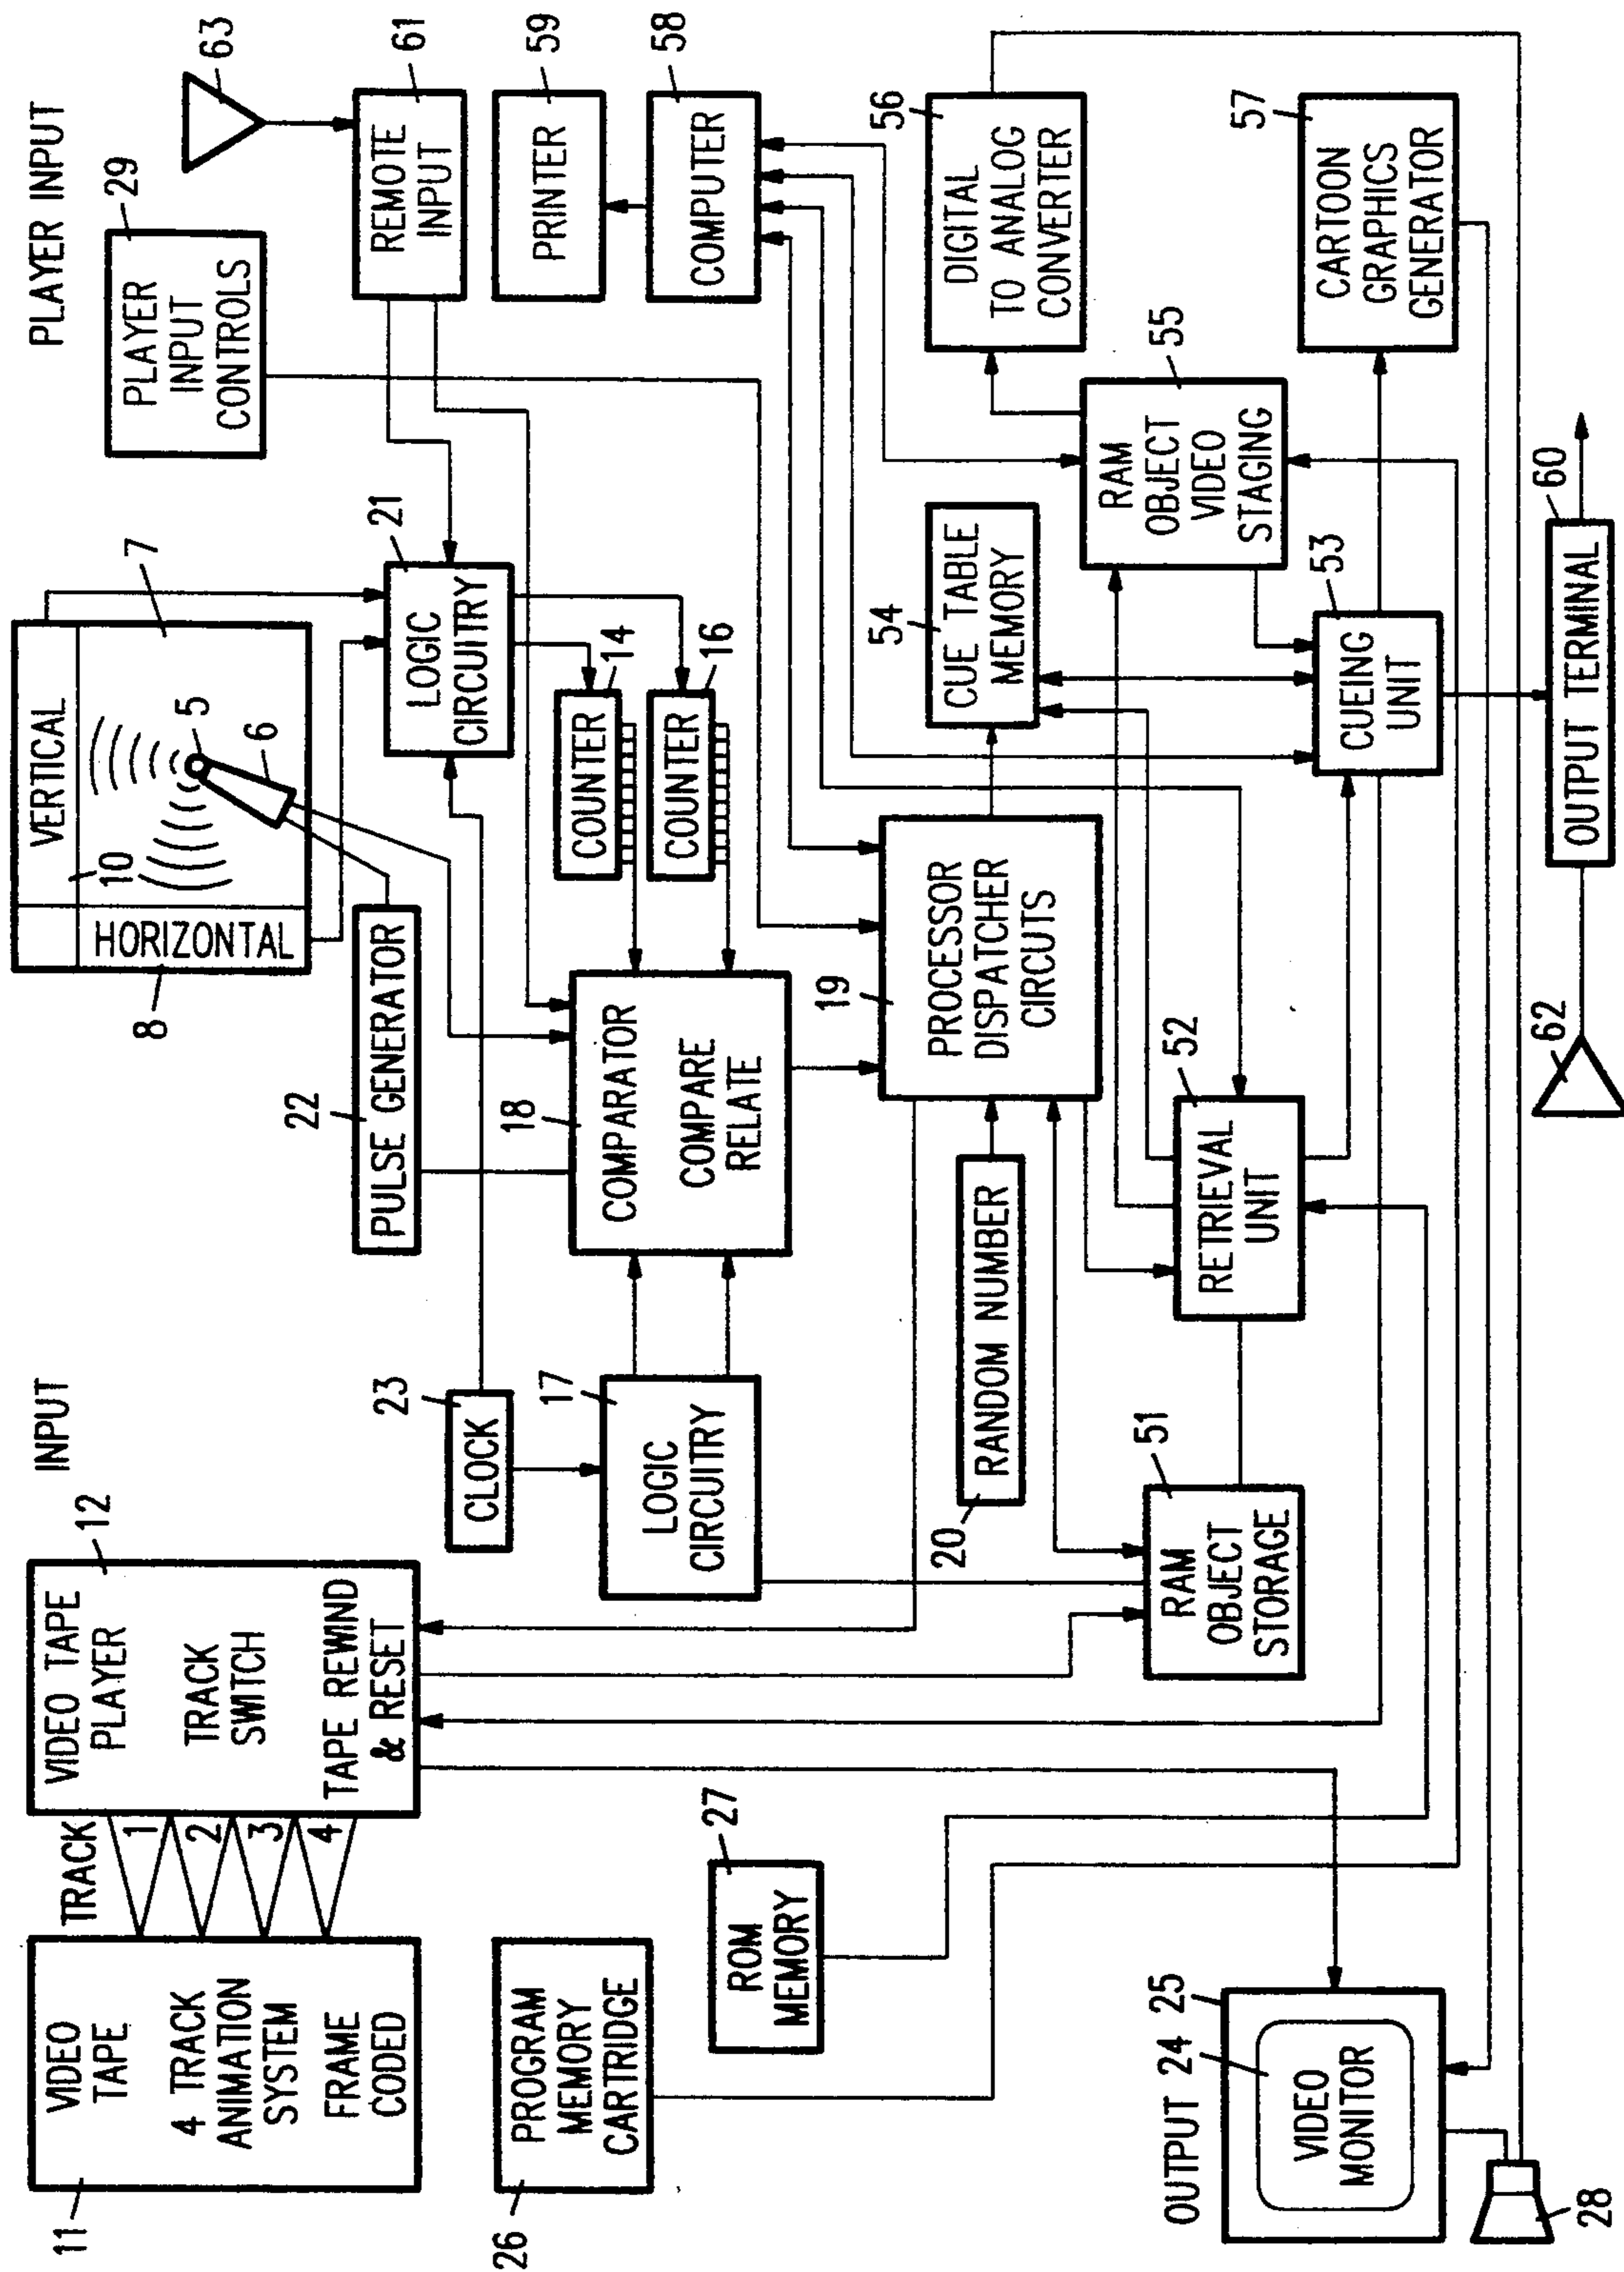 INPUT
PLAYER INPUT
VIDEO
TAPE
4 TRACK
ANIMATION
SYSTEM
FRAME
CODED
11
TRACK
1
2
3
4
VIDEO TAPE
PLAYER
TRACK
SWITCH
TAPE REWIND
& RESET
12
VERTICAL
HORIZONTAL
10
8
5
6
7
PLAYER
INPUT
CONTROLS
29
63
REMOTE
INPUT
61
PULSE GENERATOR
22
LOGIC
CIRCUITRY
21
CLOCK
23
PROGRAM
MEMORY
CARTRIDGE
26
PRINTER
59
COUNTER
14
COUNTER
16
COMPUTER
58
LOGIC
CIRCUITRY
17
COMPARATOR
COMPARE
RELATE
18
ROM
MEMORY
27
PROCESSOR
DISPATCHER
CIRCUTS
19
RANDOM NUMBER
20
CUE TABLE
MEMORY
54
DIGITAL
TO ANALOG
CONVERTER
56
RAM
OBJECT
VIDEO
STAGING
55
RAM
OBJECT
STORAGE
51
RETRIEVAL
UNIT
52
CUEING
UNIT
53
CARTOON
GRAPHICS
GENERATOR
57
OUTPUT
24
25
VIDEO
MONITOR
28
62
OUTPUT TERMINAL
60